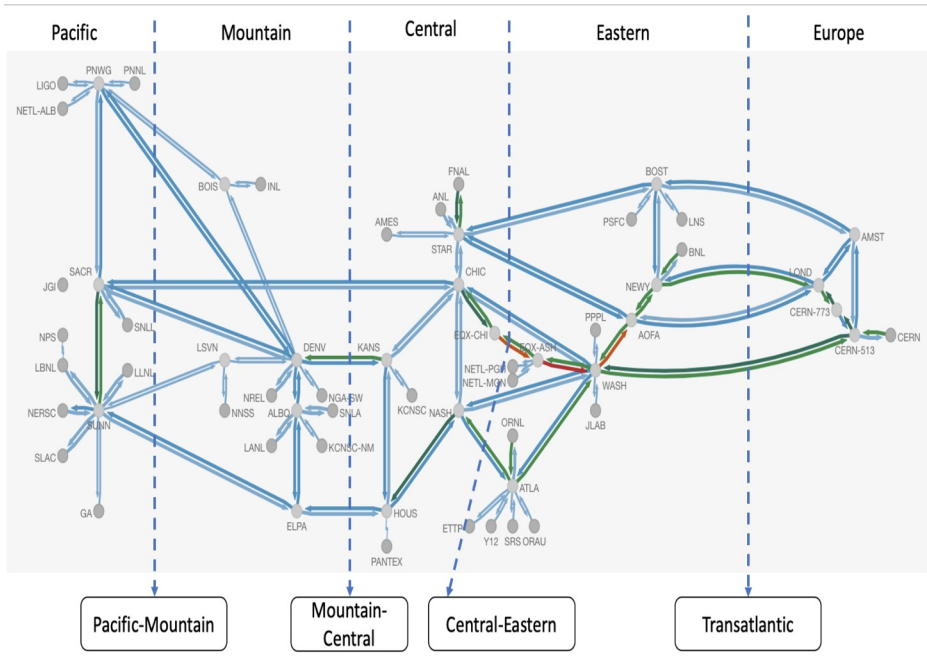 Pacific
Mountain
Central
Eastern
Europe
PNWG
PNNL
LIGO
NETL-ALB
BOIS
INL
FNAL
ANL
AMES
STAR
BOST
PSFC
LNS
AMST
SACR
JGI
SNLL
CHIC
BNL
NEWY
LOND
CERN-773
NPS
LBNL
LLNL
LSVN
DENV
KANS
EQX-CHI
EQX-ASH
PPPL
AOFA
CERN-513
CERN
NETL-PGH
NETL-MGN
WASH
NERSC
SUNN
NNSS
NREL
NGA-SW
ALBQ
SNLA
KCNSC
NASH
JLAB
SLAC
LANL
KCNSC-NM
ORNL
GA
ELPA
HOUS
ATLA
PANTEX
ETTP
Y12
SRS
ORAU
Pacific-Mountain
Mountain-
Central
Central-Eastern
Transatlantic